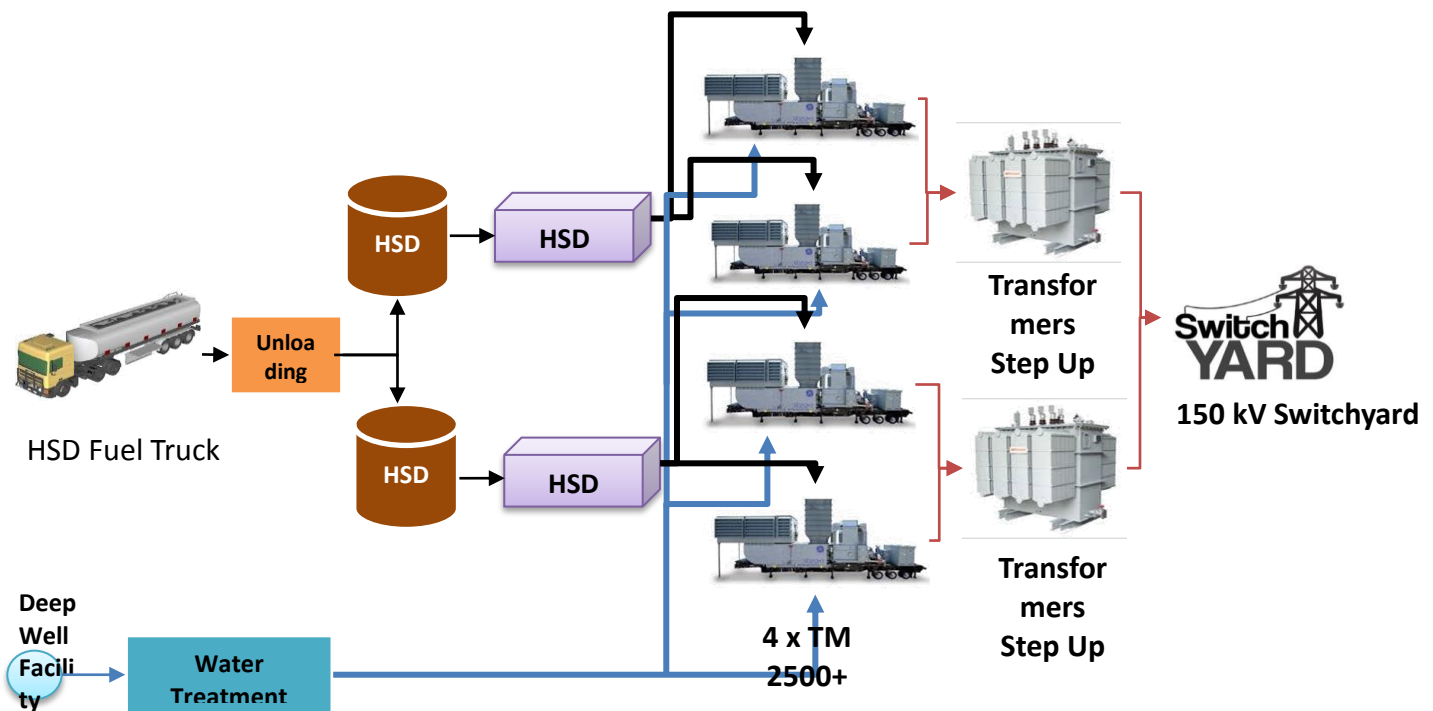 HSD
HSD
Unloa
ding
HSD Fuel Truck
HSD
HSD
Transfor
mers
Step Up
Switch
YARD
150 kV Switchyard
Transfor
mers
Step Up
4 x TM
2500+
Deep
Well
Facili
ty
Water
Treatment